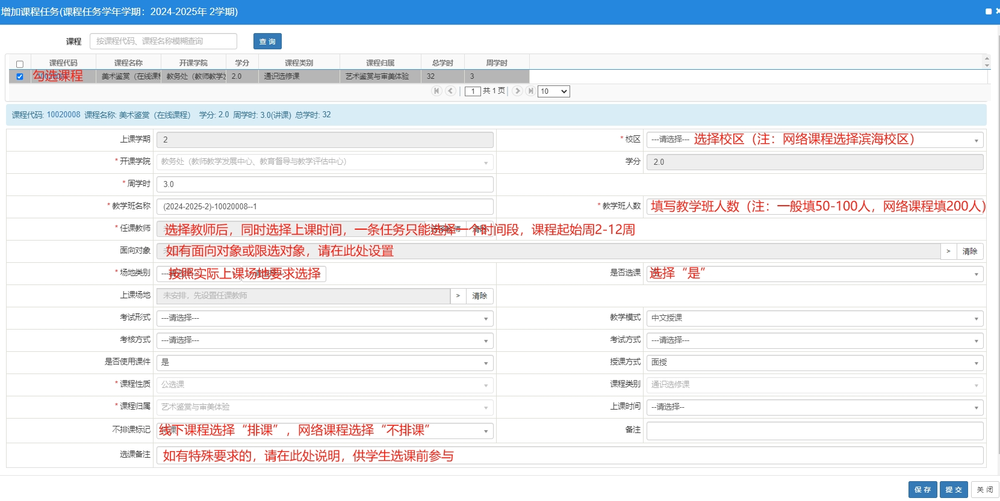 增加课程任务(课程任务学年学期：2024-2025年 2学期)
课程 按课程代码、课程名称模糊查询 查 询
课程代码 课程名称 开课学院 学分 课程类别 课程归属 总学时 周学时
勾选课程 美术鉴赏（在线课程 教务处（教师教学发 2.0 通识选修课 艺术鉴赏与审美体验 32 3
1 共 1 页 10
课程代码: 10020008 课程名称: 美术鉴赏（在线课程） 学分: 2.0 周学时: 3.0(讲课) 总学时: 32
上课学期 2 * 校区 ---请选择--- 选择校区（注：网络课程选择滨海校区）
* 开课学院 教务处（教师教学发展中心、教育督导与教学评估中心） 学分 2.0
* 周学时 3.0
* 教学班名称 (2024-2025-2)-10020008--1 * 教学班人数 填写教学班人数（注：一般填50-100人，网络课程填200人）
* 任课教师 选择教师后，同时选择上课时间，一条任务只能选择一个时间段，课程起始周2-12周
面向对象 如有面向对象或限选对象，请在此处设置 > 清除
* 场地类别 按照实际上课场地要求选择 是否选课 选择“是”
上课场地 未安排，先设置任课教师 > 清除
考试形式 ---请选择--- 教学模式 中文授课
考核方式 ---请选择--- 考试方式 ---请选择---
是否使用课件 是 授课方式 面授
* 课程性质 公选课 课程类别 通识选修课
* 课程归属 艺术鉴赏与审美体验 上课时间 --请选择--
不排课标记 线下课程选择“排课”，网络课程选择“不排课” 备注
选课备注 如有特殊要求的，请在此处说明，供学生选课前参与
保 存 提 交 关 闭